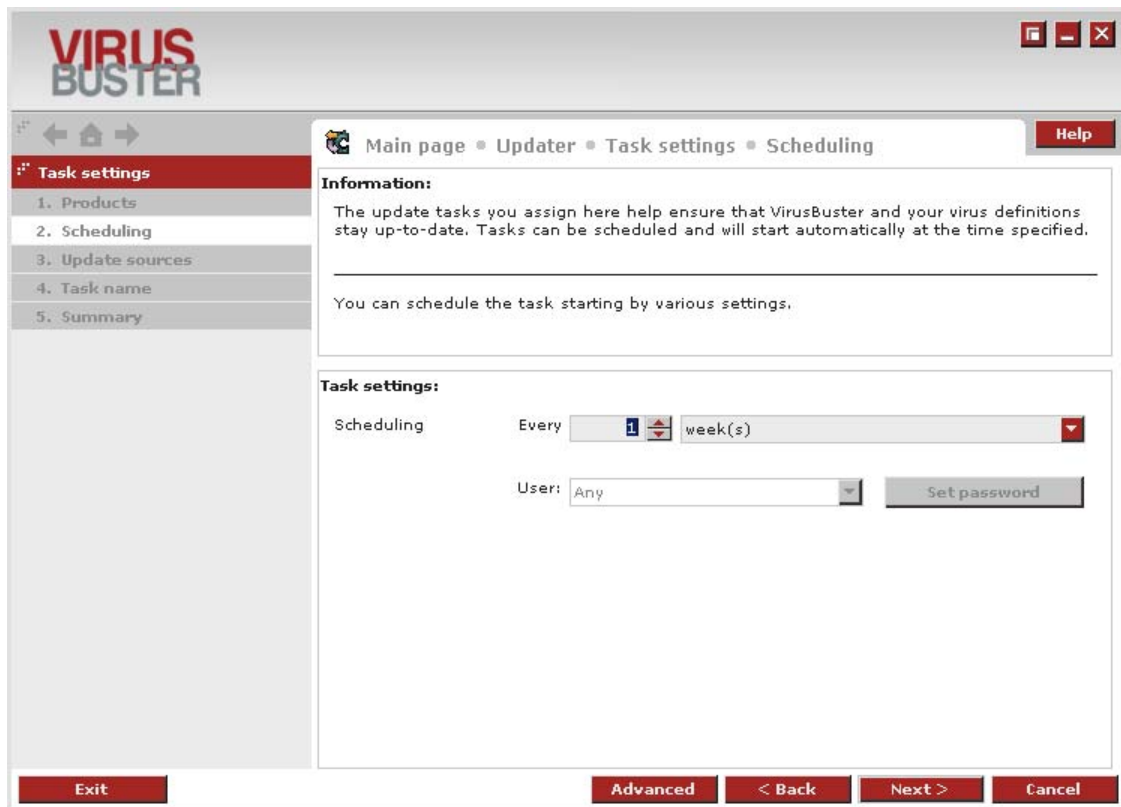 VIRUS
BUSTER
Main page • Updater • Task settings • Scheduling
Help
Task settings
1. Products
2. Scheduling
3. Update sources
4. Task name
5. Summary
Information:
The update tasks you assign here help ensure that VirusBuster and your virus definitions
stay up-to-date. Tasks can be scheduled and will start automatically at the time specified.
You can schedule the task starting by various settings.
Task settings:
Scheduling Every 1 week(s)
User: Any Set password
Exit Advanced < Back Next > Cancel